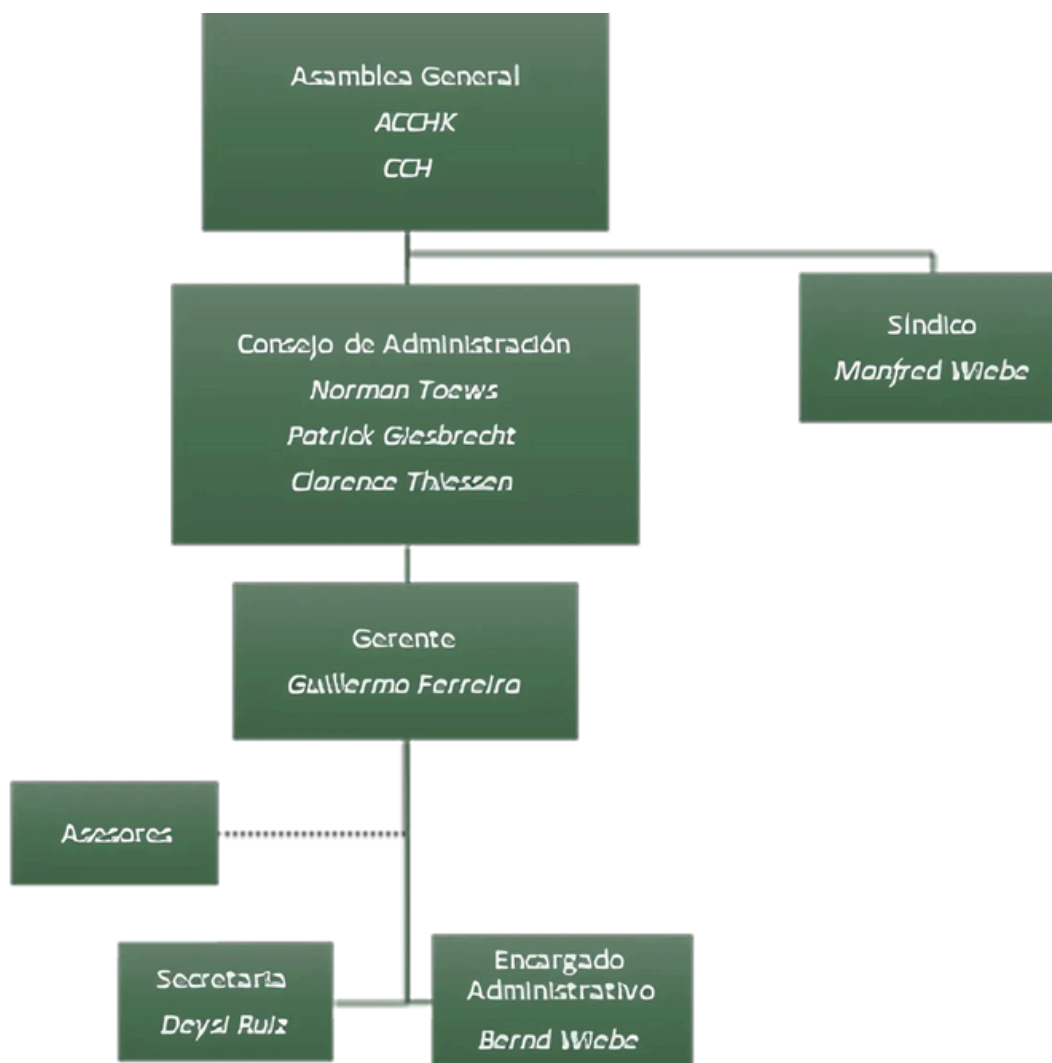 Asamblea General
ACCHK
CCH
Consejo de Administración
Norman Toews
Patrick Giesbrecht
Clarence Thiessen
Síndico
Manfred Wiebe
Gerente
Guillermo Ferreira
Asesores
Secretaria
Deysi Ruiz
Encargado
Administrativo
Bernd Wiebe